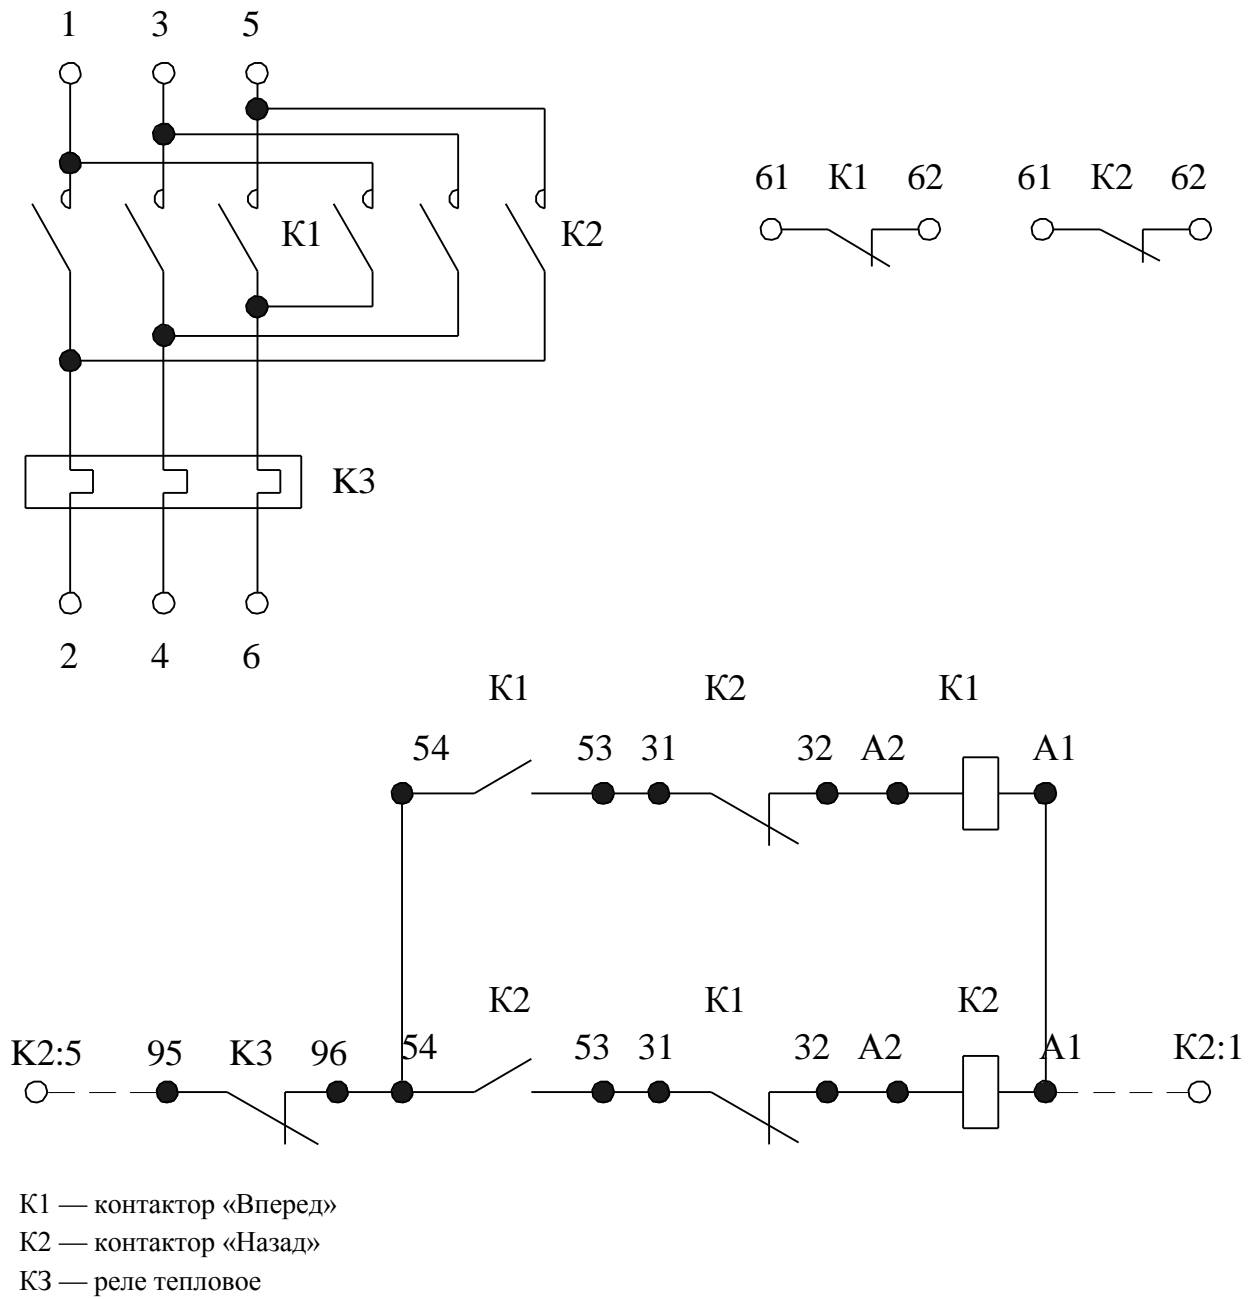 1 3 5
61 К1 62 61 К2 62
К1 К2
К3
2 4 6
К1 К2 К1
54 53 31 32 А2 А1
К2 К1 К2
К2:5 95 К3 96 54 53 31 32 А2 А1 К2:1
К1 — контактор «Вперед»
К2 — контактор «Назад»
К3 — реле тепловое